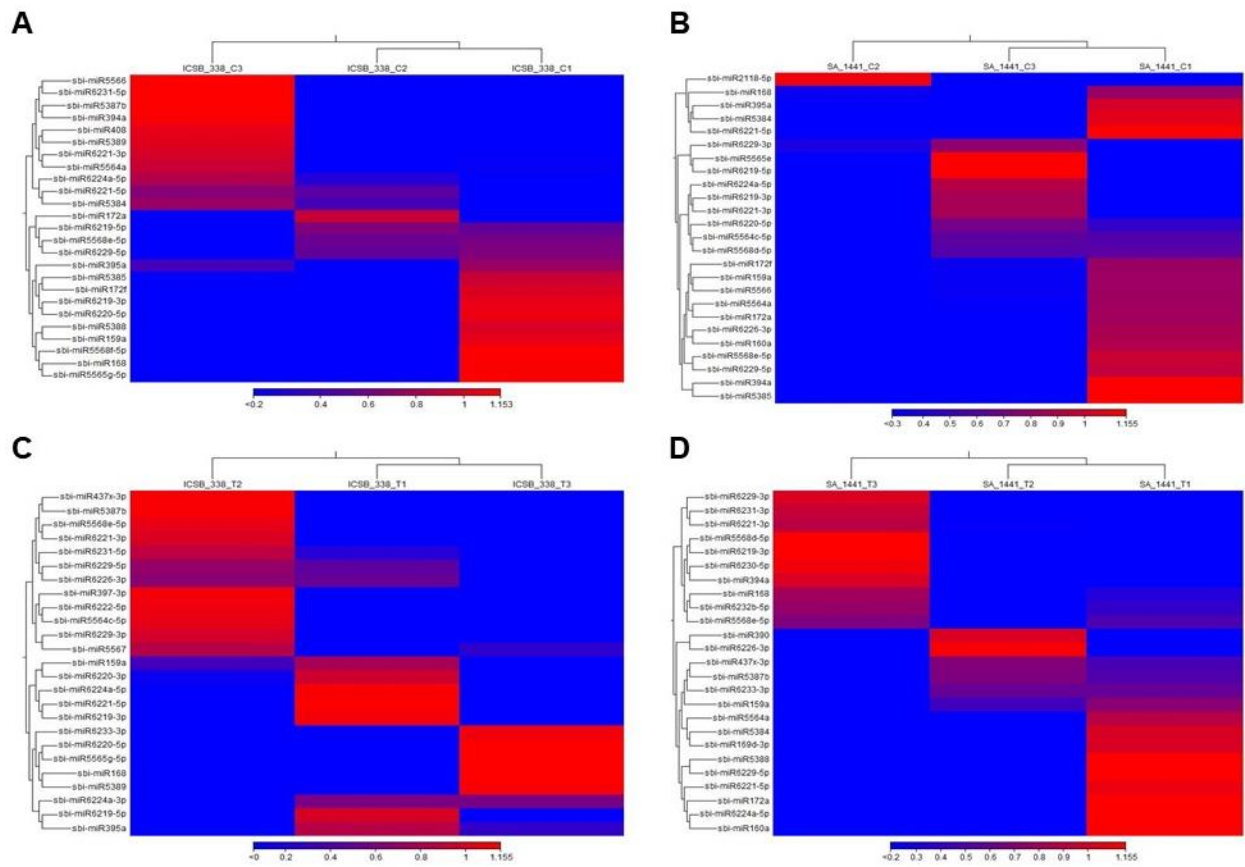 A
ICSB_338_C3 ICSB_338_C2 ICSB_338_C1
sbi-miR5566
sbi-miR6231-5p
sbi-miR5387b
sbi-miR394a
sbi-miR408
sbi-miR5389
sbi-miR6221-3p
sbi-miR5564a
sbi-miR6224a-5p
sbi-miR6221-5p
sbi-miR5384
sbi-miR172a
sbi-miR6219-5p
sbi-miR5568e-5p
sbi-miR6229-5p
sbi-miR395a
sbi-miR5385
sbi-miR172f
sbi-miR6219-3p
sbi-miR6220-5p
sbi-miR5388
sbi-miR159a
sbi-miR5568f-5p
sbi-miR168
sbi-miR5565g-5p
<0.2 0.4 0.6 0.8 1 1.153
B
SA_1441_C2 SA_1441_C3 SA_1441_C1
sbi-miR2118-5p
sbi-miR168
sbi-miR395a
sbi-miR5384
sbi-miR6221-5p
sbi-miR6229-3p
sbi-miR5565e
sbi-miR6219-5p
sbi-miR6224a-5p
sbi-miR6219-3p
sbi-miR6221-3p
sbi-miR6220-5p
sbi-miR5564c-5p
sbi-miR5568d-5p
sbi-miR172f
sbi-miR159a
sbi-miR5566
sbi-miR5564a
sbi-miR172a
sbi-miR6226-3p
sbi-miR160a
sbi-miR5568e-5p
sbi-miR6229-5p
sbi-miR394a
sbi-miR5385
<0.3 0.4 0.5 0.6 0.7 0.8 0.9 1 1.155
C
ICSB_338_T2 ICSB_338_T1 ICSB_338_T3
sbi-miR437x-3p
sbi-miR5387b
sbi-miR5568e-5p
sbi-miR6221-3p
sbi-miR6231-5p
sbi-miR6229-5p
sbi-miR6226-3p
sbi-miR397-3p
sbi-miR6222-5p
sbi-miR5564c-5p
sbi-miR6229-3p
sbi-miR5567
sbi-miR159a
sbi-miR6220-3p
sbi-miR6224a-5p
sbi-miR6221-5p
sbi-miR6219-3p
sbi-miR6233-3p
sbi-miR6220-5p
sbi-miR5565g-5p
sbi-miR168
sbi-miR5389
sbi-miR6224a-3p
sbi-miR6219-5p
sbi-miR395a
<0 0.2 0.4 0.6 0.8 1 1.155
D
SA_1441_T3 SA_1441_T2 SA_1441_T1
sbi-miR6229-3p
sbi-miR6231-3p
sbi-miR6221-3p
sbi-miR5568d-5p
sbi-miR6219-3p
sbi-miR6230-5p
sbi-miR394a
sbi-miR168
sbi-miR6232b-5p
sbi-miR5568e-5p
sbi-miR390
sbi-miR6226-3p
sbi-miR437x-3p
sbi-miR5387b
sbi-miR6233-3p
sbi-miR159a
sbi-miR5564a
sbi-miR5384
sbi-miR169d-3p
sbi-miR5388
sbi-miR6229-5p
sbi-miR6221-5p
sbi-miR172a
sbi-miR6224a-5p
sbi-miR160a
<0.2 0.4 0.5 0.6 0.7 0.8 0.9 1 1.155